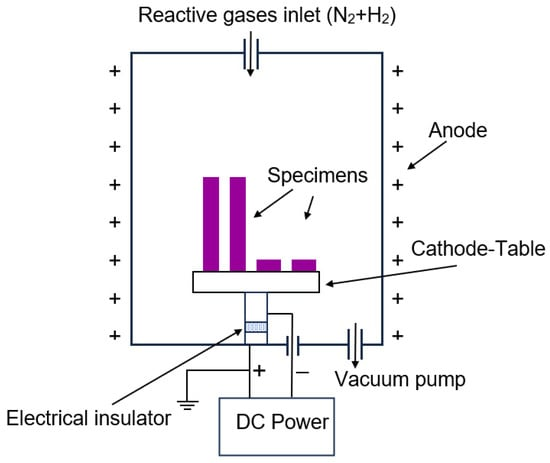 Reactive gases inlet (N₂+H₂)
+ +
+ +
Anode
+ +
Specimens
+ +
+ +
Cathode-Table
+ +
+ +
+ +
+ −
Vacuum pump
Electrical insulator
DC Power